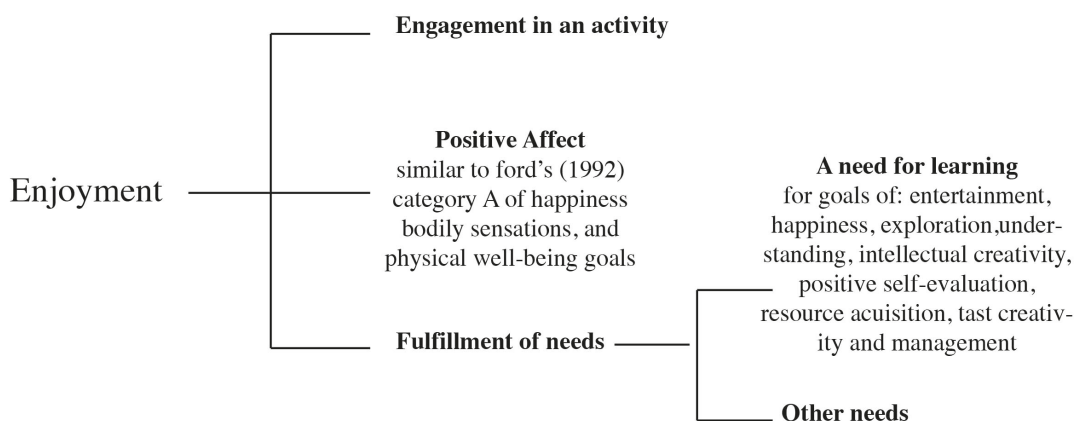 Engagement in an activity
Positive Affect
similar to ford's (1992)
category A of happiness
bodily sensations, and
physical well-being goals
Enjoyment
A need for learning
for goals of: entertainment,
happiness, exploration,under-
standing, intellectual creativity,
positive self-evaluation,
resource acuisition, tast creativ-
ity and management
Fulfillment of needs
Other needs